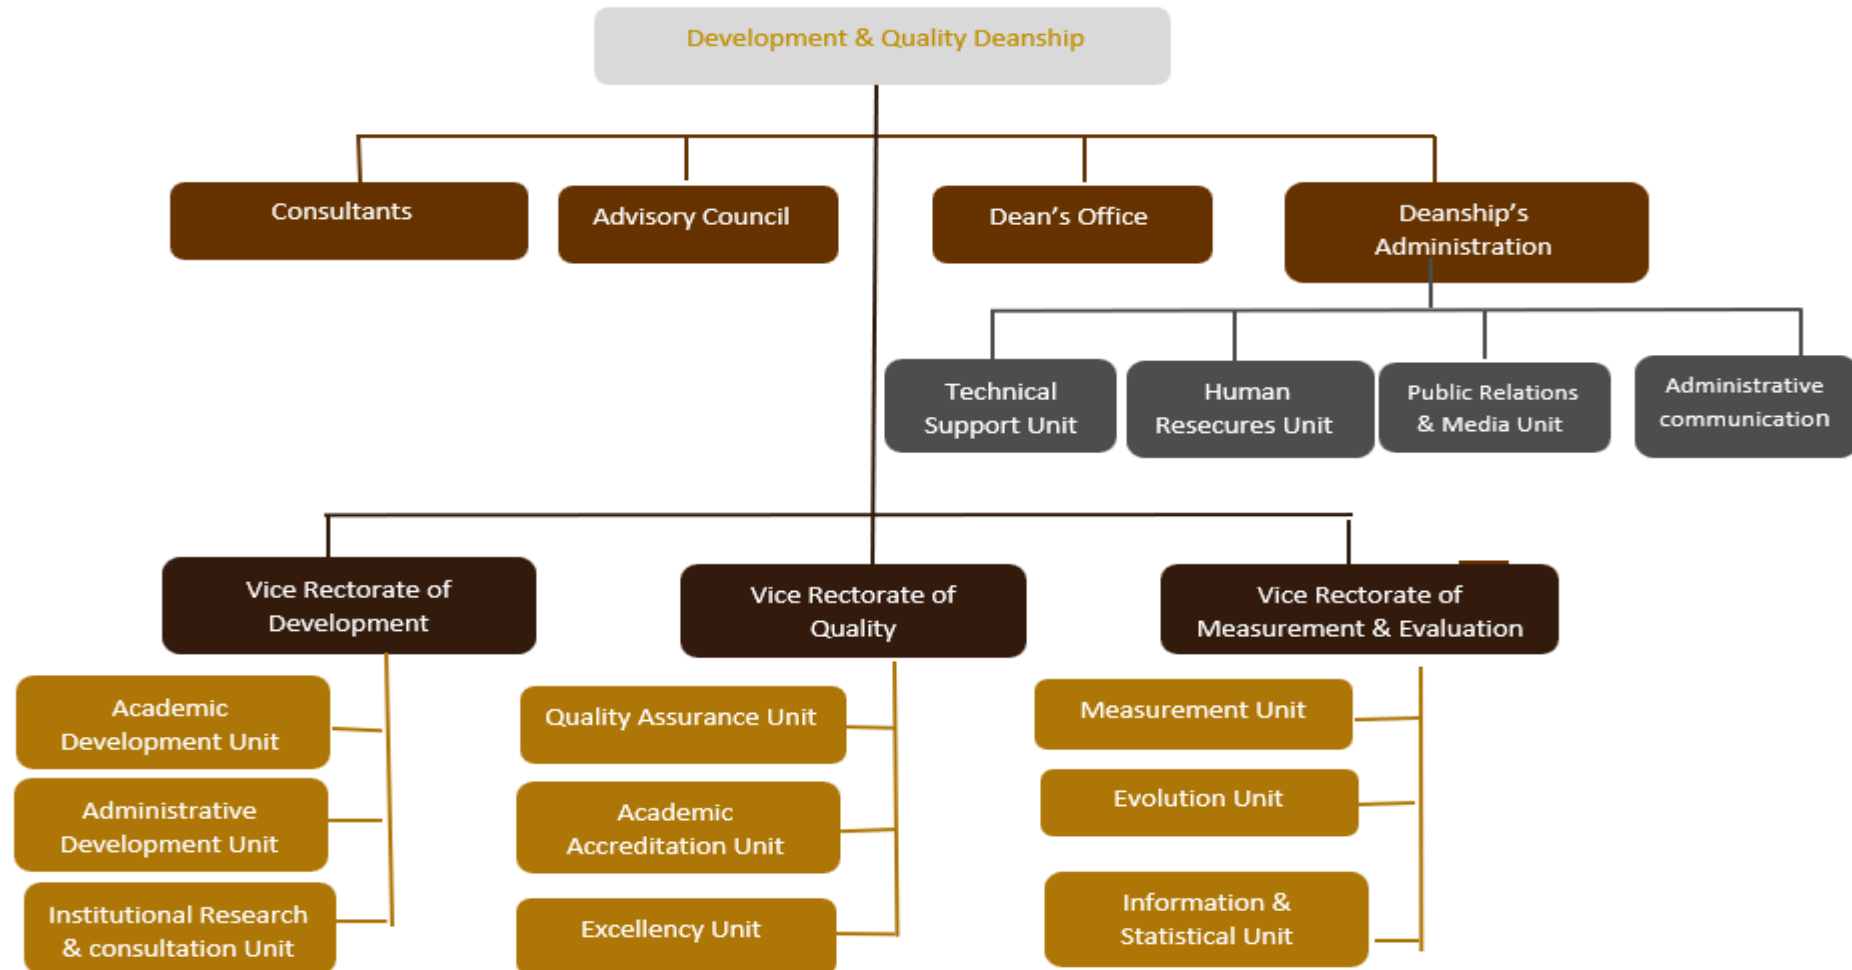 Development & Quality Deanship
Consultants
Advisory Council
Dean's Office
Deanship's
Administration
Technical
Support Unit
Human
Resecures Unit
Public Relations
& Media Unit
Administrative
communication
Vice Rectorate of
Development
Vice Rectorate of
Quality
Vice Rectorate of
Measurement & Evaluation
Academic
Development Unit
Administrative
Development Unit
Institutional Research
& consultation Unit
Quality Assurance Unit
Academic
Accreditation Unit
Excellency Unit
Measurement Unit
Evolution Unit
Information &
Statistical Unit